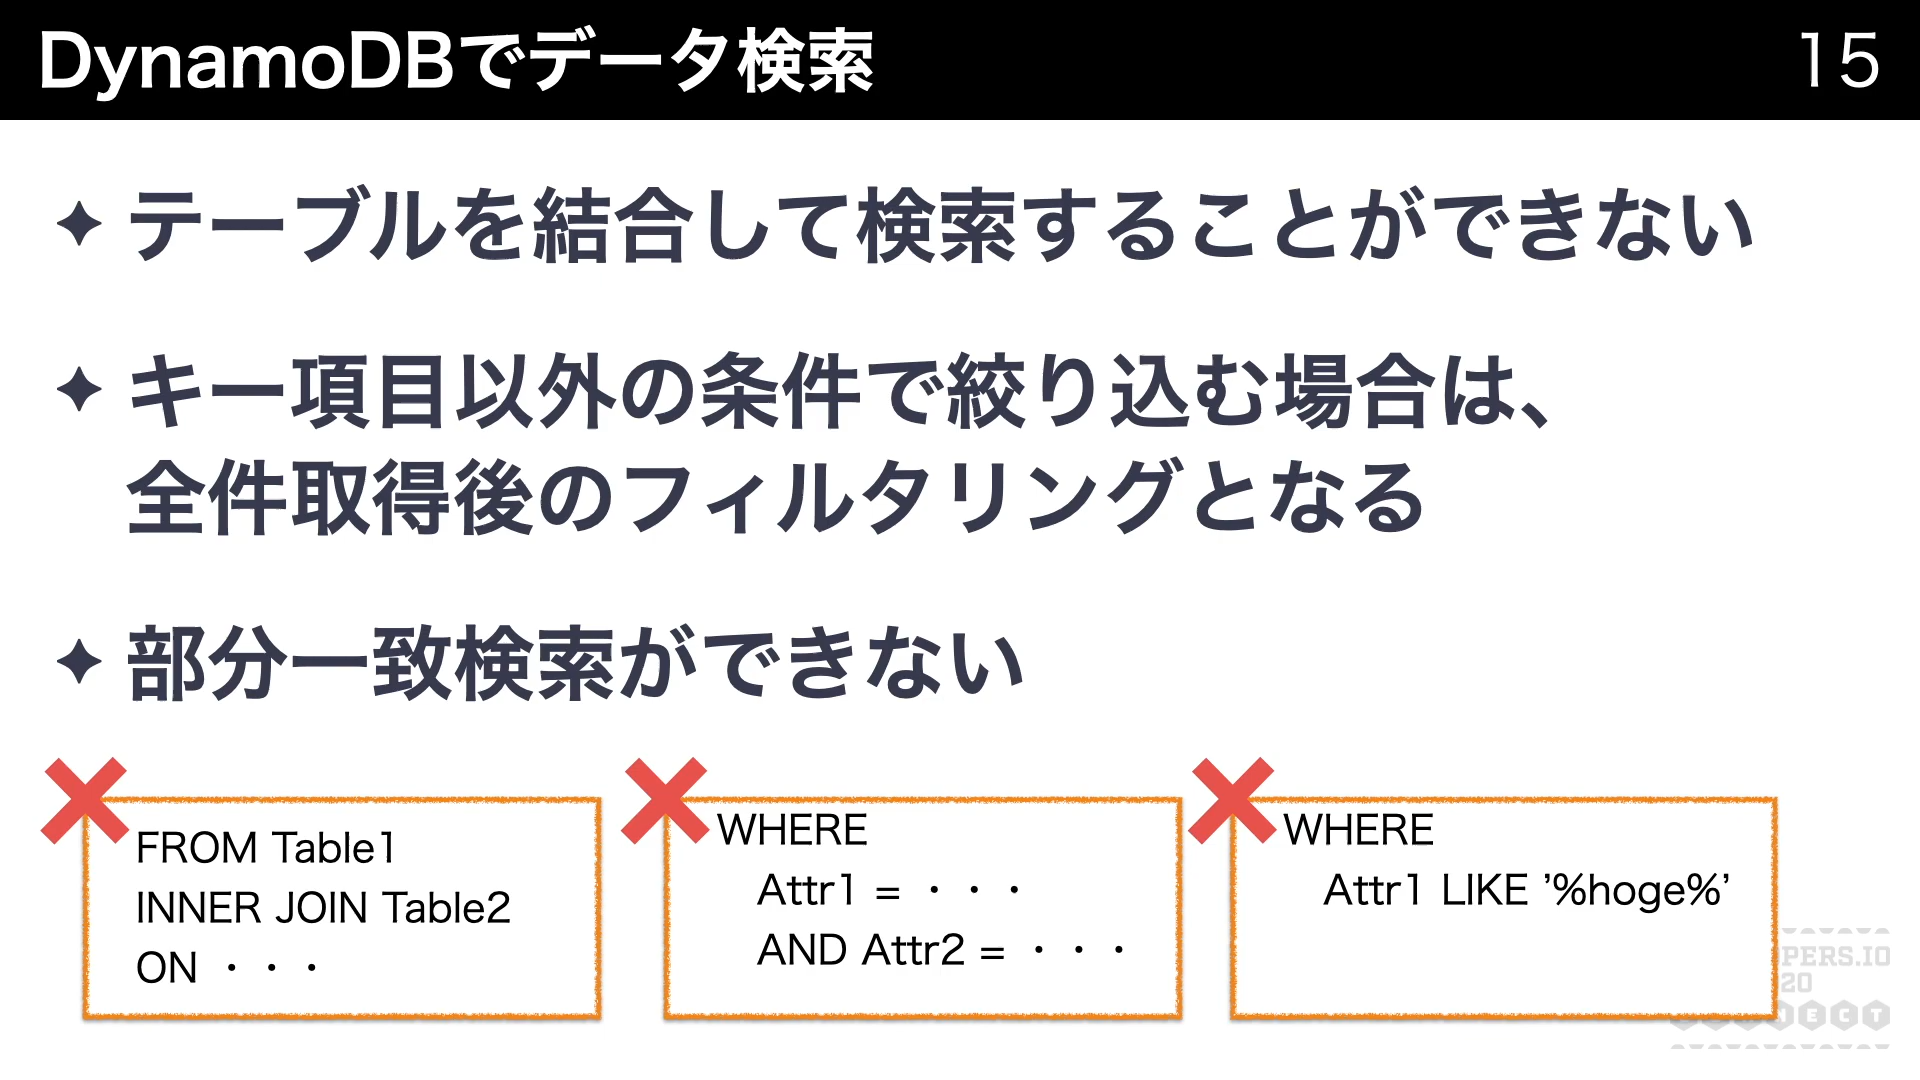 DynamoDBでデータ検索
15
✦ テーブルを結合して検索することができない
✦ キー項目以外の条件で絞り込む場合は、
全件取得後のフィルタリングとなる
✦ 部分一致検索ができない
FROM Table1
INNER JOIN Table2
ON ・・・
WHERE
Attr1 = ・・・
AND Attr2 = ・・・
WHERE
Attr1 LIKE ’%hoge%’
PERS.IO
20
NECT